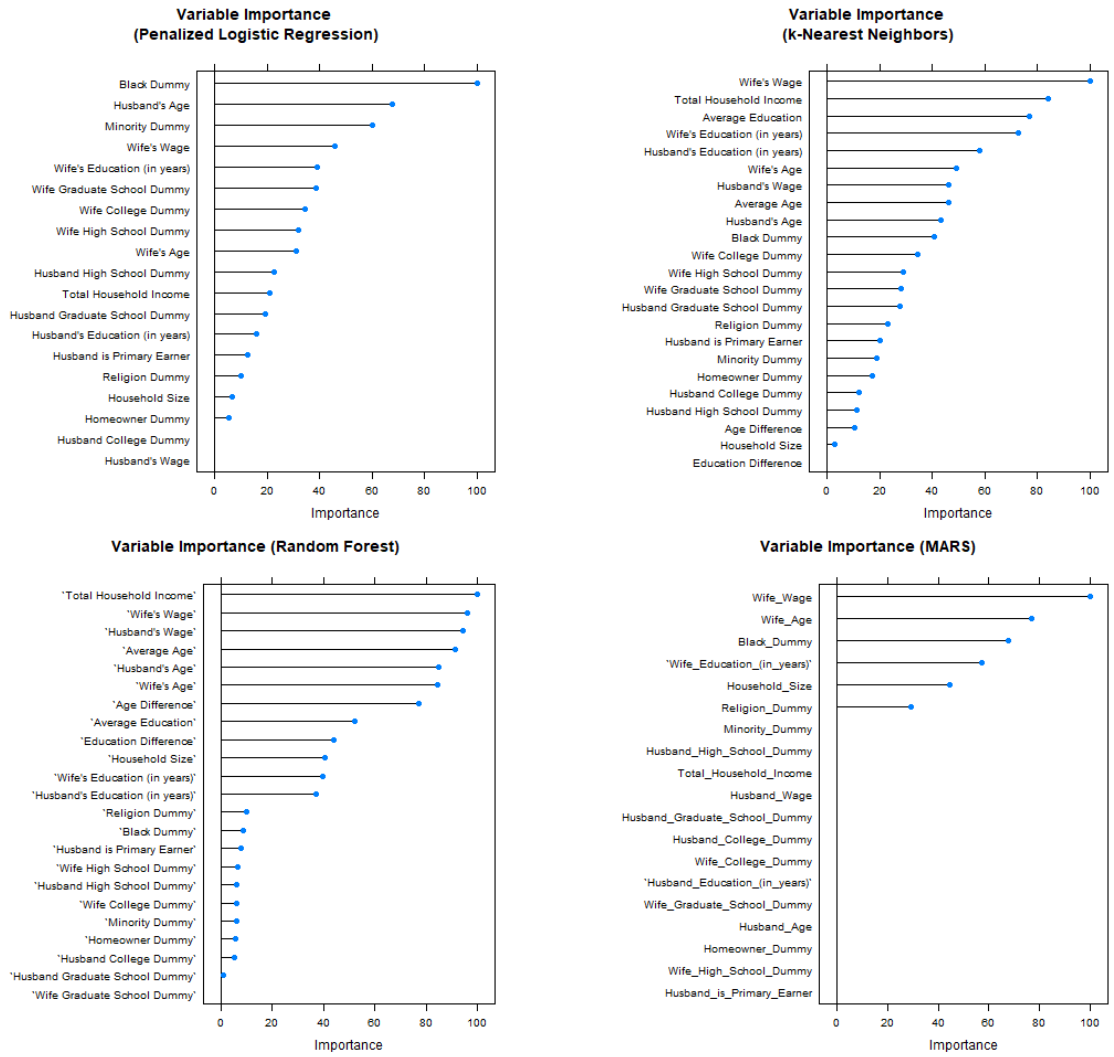 Variable Importance
(Penalized Logistic Regression)
Black Dummy
Husband's Age
Minority Dummy
Wife's Wage
Wife's Education (in years)
Wife Graduate School Dummy
Wife College Dummy
Wife High School Dummy
Wife's Age
Husband High School Dummy
Total Household Income
Husband Graduate School Dummy
Husband's Education (in years)
Husband is Primary Earner
Religion Dummy
Household Size
Homeowner Dummy
Husband College Dummy
Husband's Wage
0 20 40 60 80 100
Importance
Variable Importance
(k-Nearest Neighbors)
Wife's Wage
Total Household Income
Average Education
Wife's Education (in years)
Husband's Education (in years)
Wife's Age
Husband's Wage
Average Age
Husband's Age
Black Dummy
Wife College Dummy
Wife High School Dummy
Wife Graduate School Dummy
Husband Graduate School Dummy
Religion Dummy
Husband is Primary Earner
Minority Dummy
Homeowner Dummy
Husband College Dummy
Husband High School Dummy
Age Difference
Household Size
Education Difference
0 20 40 60 80 100
Importance
Variable Importance (Random Forest)
`Total Household Income`
`Wife's Wage`
`Husband's Wage`
`Average Age`
`Husband's Age`
`Wife's Age`
`Age Difference`
`Average Education`
`Education Difference`
`Household Size`
`Wife's Education (in years)`
`Husband's Education (in years)`
`Religion Dummy`
`Black Dummy`
`Husband is Primary Earner`
`Wife High School Dummy`
`Husband High School Dummy`
`Wife College Dummy`
`Minority Dummy`
`Homeowner Dummy`
`Husband College Dummy`
`Husband Graduate School Dummy`
`Wife Graduate School Dummy`
0 20 40 60 80 100
Importance
Variable Importance (MARS)
Wife_Wage
Wife_Age
Black_Dummy
`Wife_Education_(in_years)`
Household_Size
Religion_Dummy
Minority_Dummy
Husband_High_School_Dummy
Total_Household_Income
Husband_Wage
Husband_Graduate_School_Dummy
Husband_College_Dummy
Wife_College_Dummy
`Husband_Education_(in_years)`
Wife_Graduate_School_Dummy
Husband_Age
Homeowner_Dummy
Wife_High_School_Dummy
Husband_is_Primary_Earner
0 20 40 60 80 100
Importance